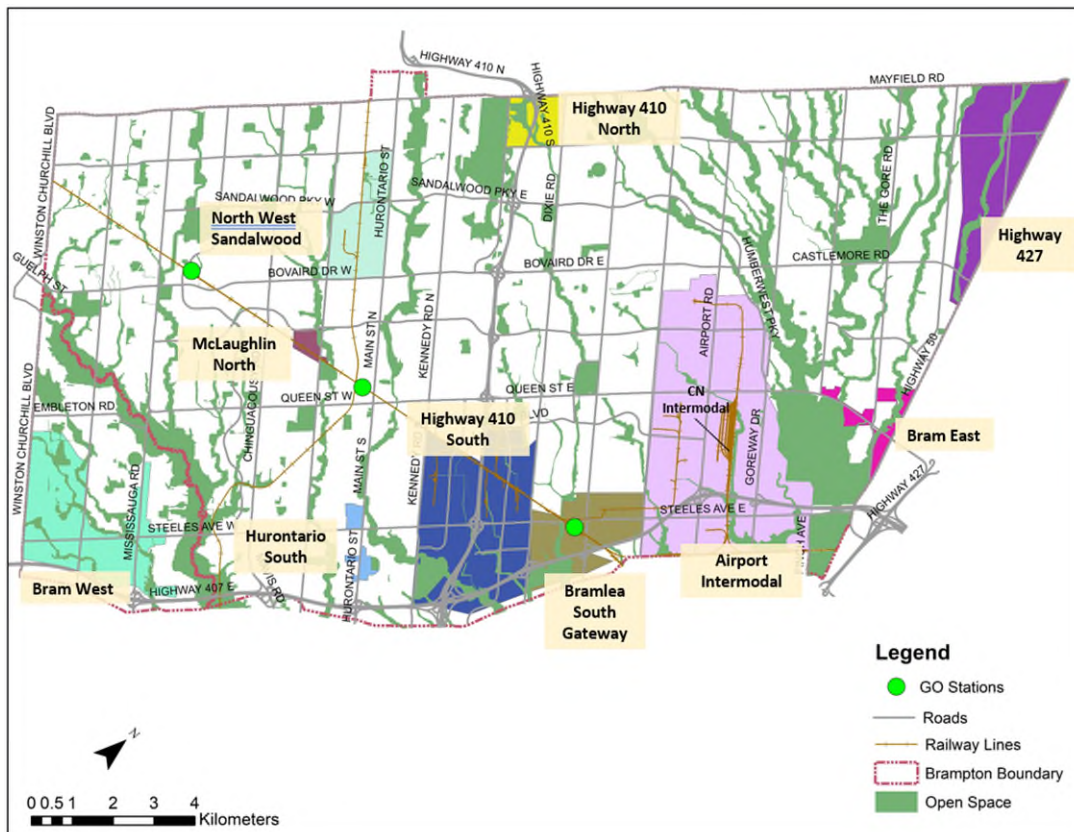 HIGHWAY 410 N
HIGHWAY 410 S
MAYFIELD RD
Highway 410
North
WINSTON CHURCHILL BLVD
HURONTARIO ST
SANDALWOOD PKY W
SANDALWOOD PKY E
DIXIE RD
THE GORE RD
North West
Sandalwood
Highway
427
GUELPH ST
BOVAIRD DR W
BOVAIRD DR E
CASTLEMORE RD
HUMBERWEST PKY
AIRPORT RD
McLaughlin
North
MAIN ST N
KENNEDY RD N
HIGHWAY 50
WINSTON CHURCHILL BLVD
EMBLETON RD
QUEEN ST W
QUEEN ST E
CN
Intermodal
Highway 410
South
BLVD
GOREWAY DR
Bram East
MISSISSAUGA RD
MAIN ST S
HIGHWAY 427
STEELES AVE W
STEELES AVE E
Hurontario
South
HURONTARIO ST
Bram West
HIGHWAY 407 E
Bramlea
South
Gateway
Airport
Intermodal
Legend
GO Stations
Roads
Railway Lines
Brampton Boundary
Open Space
N
0 0.5 1 2 3 4
Kilometers